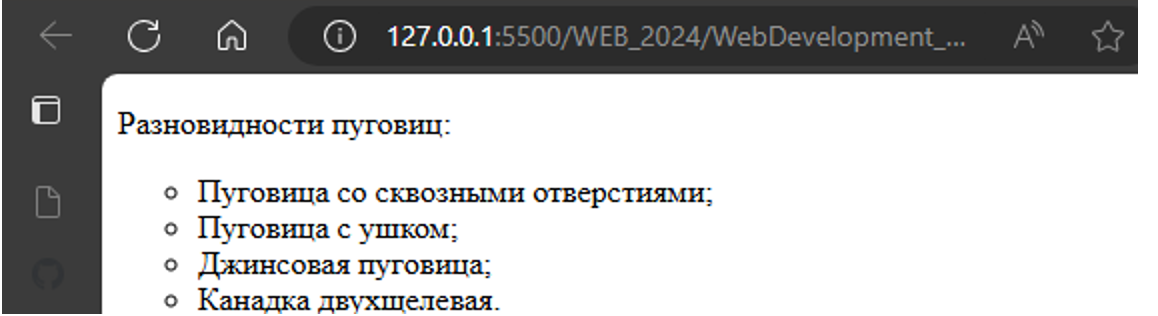 127.0.0.1:5500/WEB_2024/WebDevelopment_...
Разновидности пуговиц:
Пуговица со сквозными отверстиями;
Пуговица с ушком;
Джинсовая пуговица;
Канадка двухщелевая.